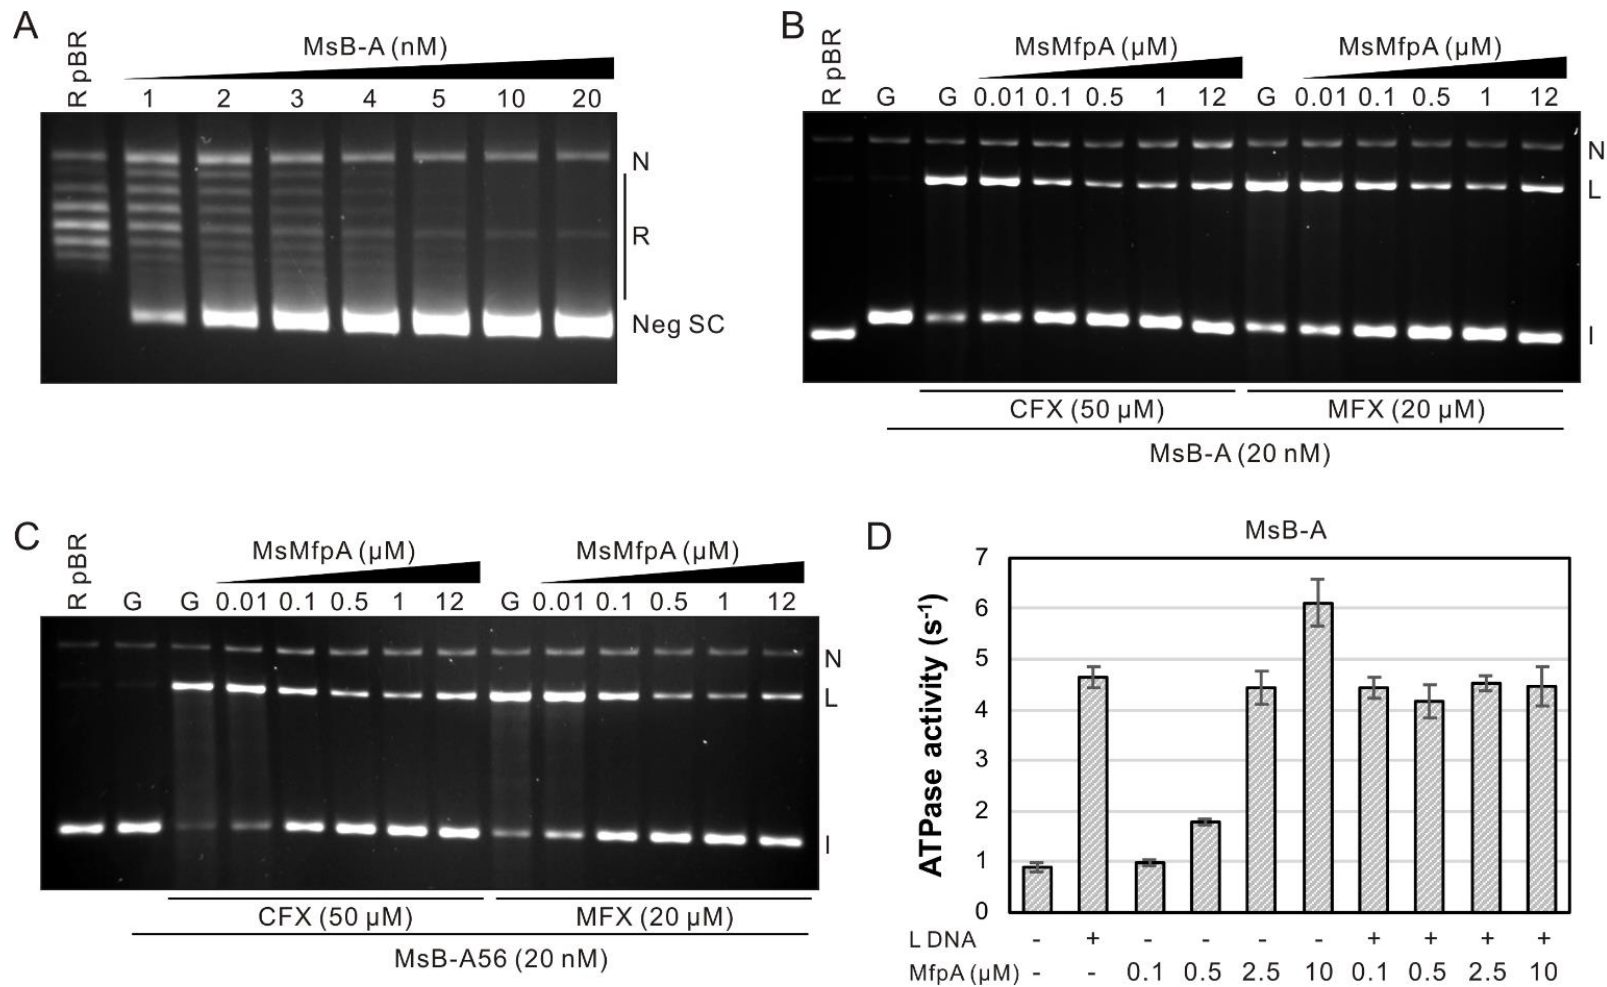 A
R pBR
MsB-A (nM)
1 2 3 4 5 10 20
N
R
Neg SC
B
R pBR
MsMfpA (µM) MsMfpA (µM)
G G 0.01 0.1 0.5 1 12 G 0.01 0.1 0.5 1 12
N
L
I
CFX (50 µM) MFX (20 µM)
MsB-A (20 nM)
C
R pBR
MsMfpA (µM) MsMfpA (µM)
G G 0.01 0.1 0.5 1 12 G 0.01 0.1 0.5 1 12
N
L
I
CFX (50 µM) MFX (20 µM)
MsB-A56 (20 nM)
D
MsB-A
ATPase activity (s-1)
7
6
5
4
3
2
1
0
L DNA - + - - - - + + + +
MfpA (µM) - - 0.1 0.5 2.5 10 0.1 0.5 2.5 10